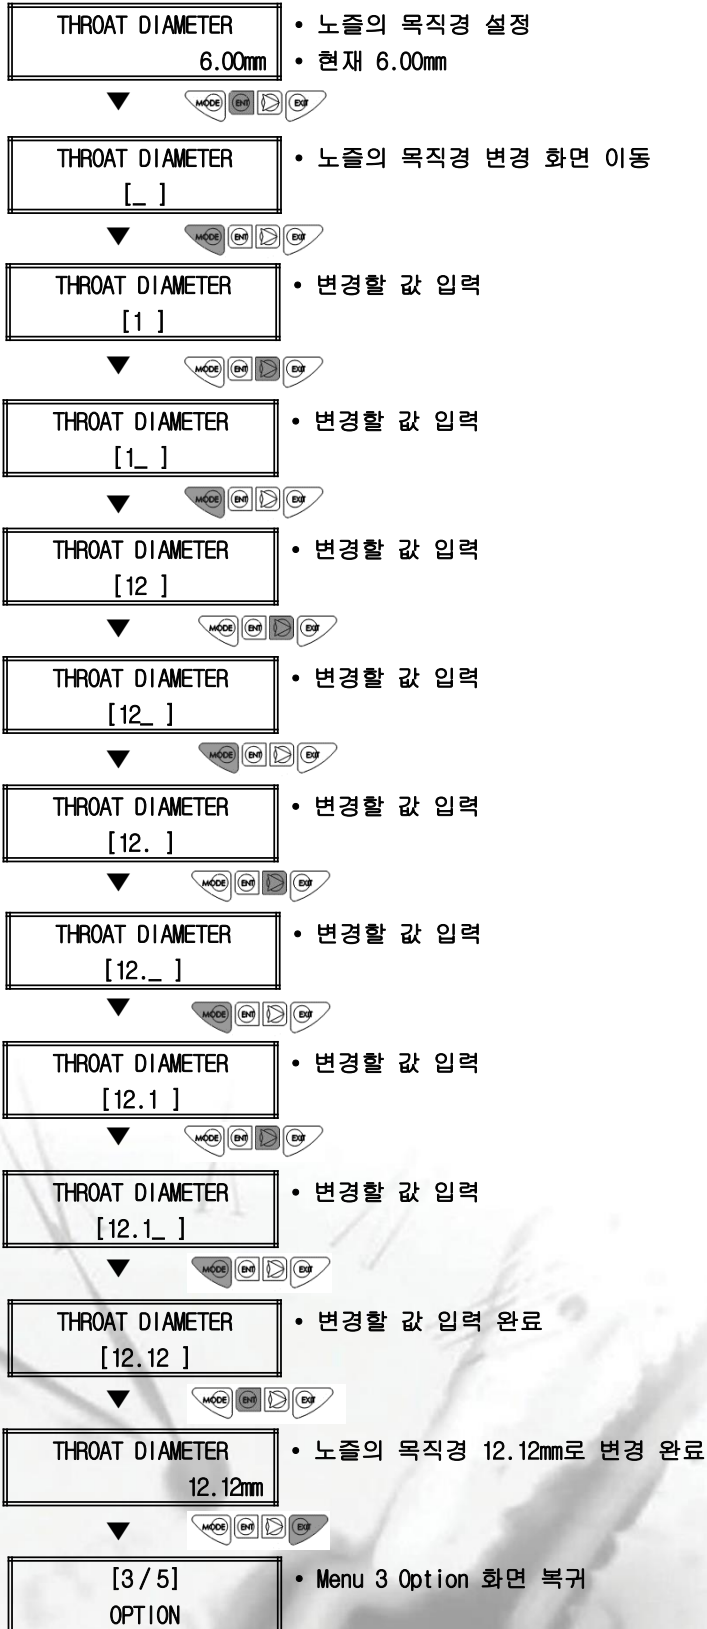 THROAT DIAMETER • 노즐의 목직경 설정
6.00mm • 현재 6.00mm
▼ MODE ENT EXIT
THROAT DIAMETER • 노즐의 목직경 변경 화면 이동
[_ ]
▼ MODE ENT EXIT
THROAT DIAMETER • 변경할 값 입력
[1 ]
▼ MODE ENT EXIT
THROAT DIAMETER • 변경할 값 입력
[1_ ]
▼ MODE ENT EXIT
THROAT DIAMETER • 변경할 값 입력
[12 ]
▼ MODE ENT EXIT
THROAT DIAMETER • 변경할 값 입력
[12_ ]
▼ MODE ENT EXIT
THROAT DIAMETER • 변경할 값 입력
[12. ]
▼ MODE ENT EXIT
THROAT DIAMETER • 변경할 값 입력
[12._ ]
▼ MODE ENT EXIT
THROAT DIAMETER • 변경할 값 입력
[12.1 ]
▼ MODE ENT EXIT
THROAT DIAMETER • 변경할 값 입력
[12.1_ ]
▼ MODE ENT EXIT
THROAT DIAMETER • 변경할 값 입력 완료
[12.12 ]
▼ MODE ENT EXIT
THROAT DIAMETER • 노즐의 목직경 12.12mm로 변경 완료
12.12mm
▼ MODE ENT EXIT
[3/5] • Menu 3 Option 화면 복귀
OPTION